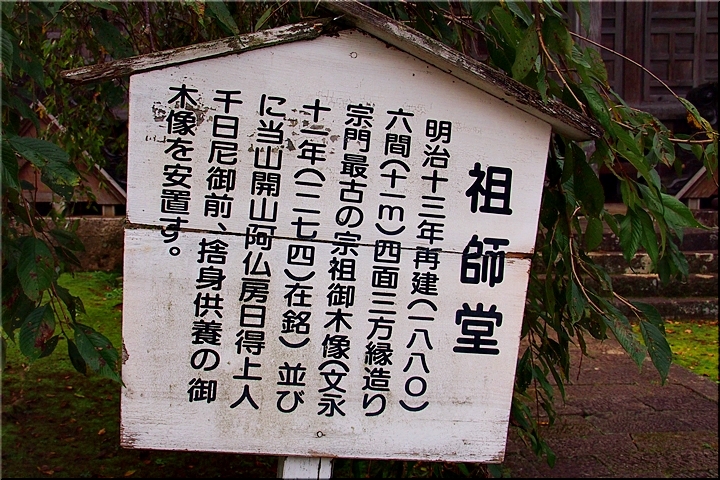 祖師堂
明治十三年再建（一八八〇）
六間（十一m）四面三方縁造り
宗門最古の宗祖御木像（文永
十一年（一二七四）在銘）並び
に当山開山阿仏房日得上人
千日尼御前、捨身供養の御
木像を安置す。